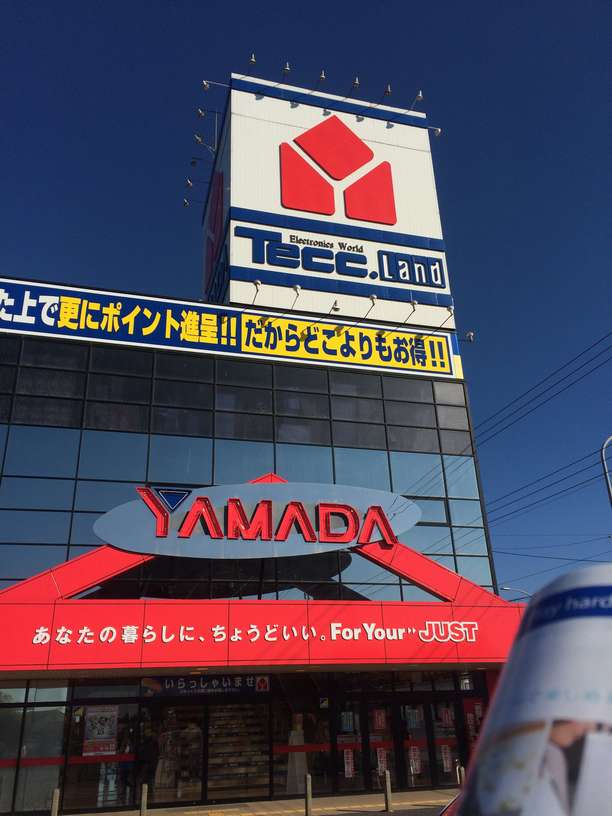 Electronics World
Tecc.Land
た上で更にポイント進呈!! だからどこよりもお得!!
YAMADA
あなたの暮らしに、ちょうどいい。For Your "JUST
いらっしゃいませ
hard